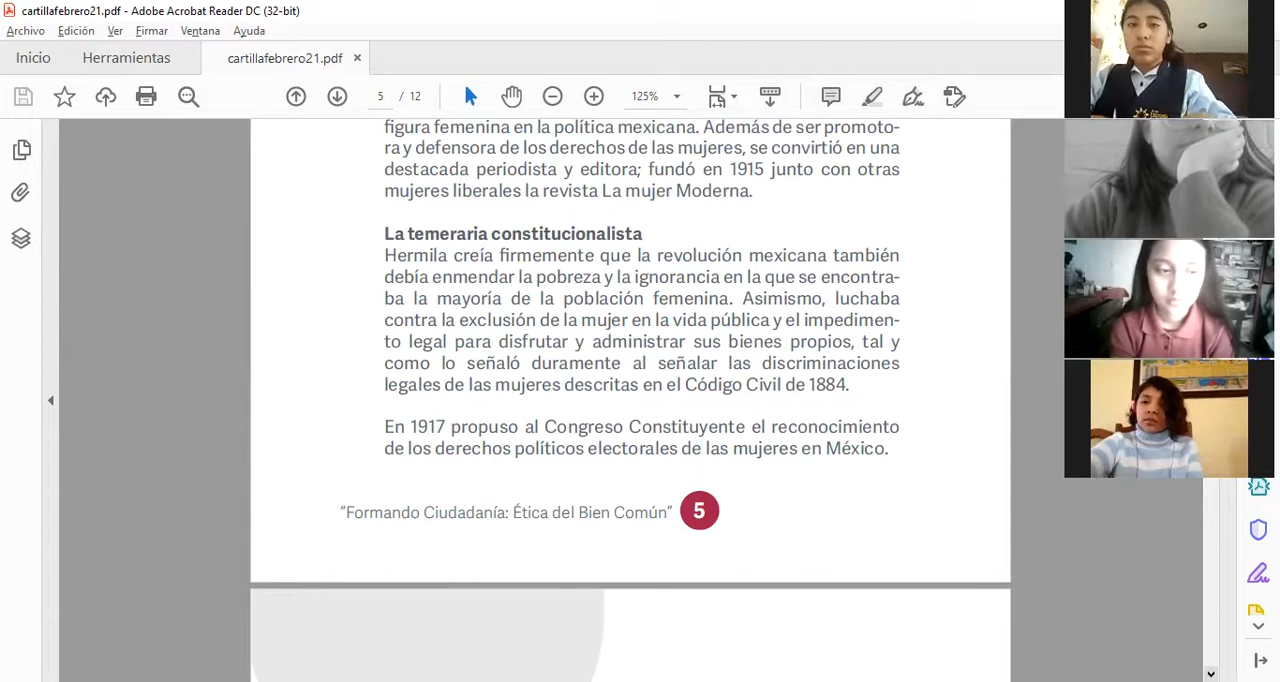 cartillafebrero21.pdf - Adobe Acrobat Reader DC (32-bit)
Archivo Edición Ver Firmar Ventana Ayuda
Inicio Herramientas cartillafebrero21.pdf ×
5 / 12 125%
figura femenina en la política mexicana. Además de ser promoto-
ra y defensora de los derechos de las mujeres, se convirtió en una
destacada periodista y editora; fundó en 1915 junto con otras
mujeres liberales la revista La mujer Moderna.
La temeraria constitucionalista
Hermila creía firmemente que la revolución mexicana también
debía enmendar la pobreza y la ignorancia en la que se encontra-
ba la mayoría de la población femenina. Asimismo, luchaba
contra la exclusión de la mujer en la vida pública y el impedimen-
to legal para disfrutar y administrar sus bienes propios, tal y
como lo señaló duramente al señalar las discriminaciones
legales de las mujeres descritas en el Código Civil de 1884.
En 1917 propuso al Congreso Constituyente el reconocimiento
de los derechos políticos electorales de las mujeres en México.
"Formando Ciudadanía: Ética del Bien Común" 5